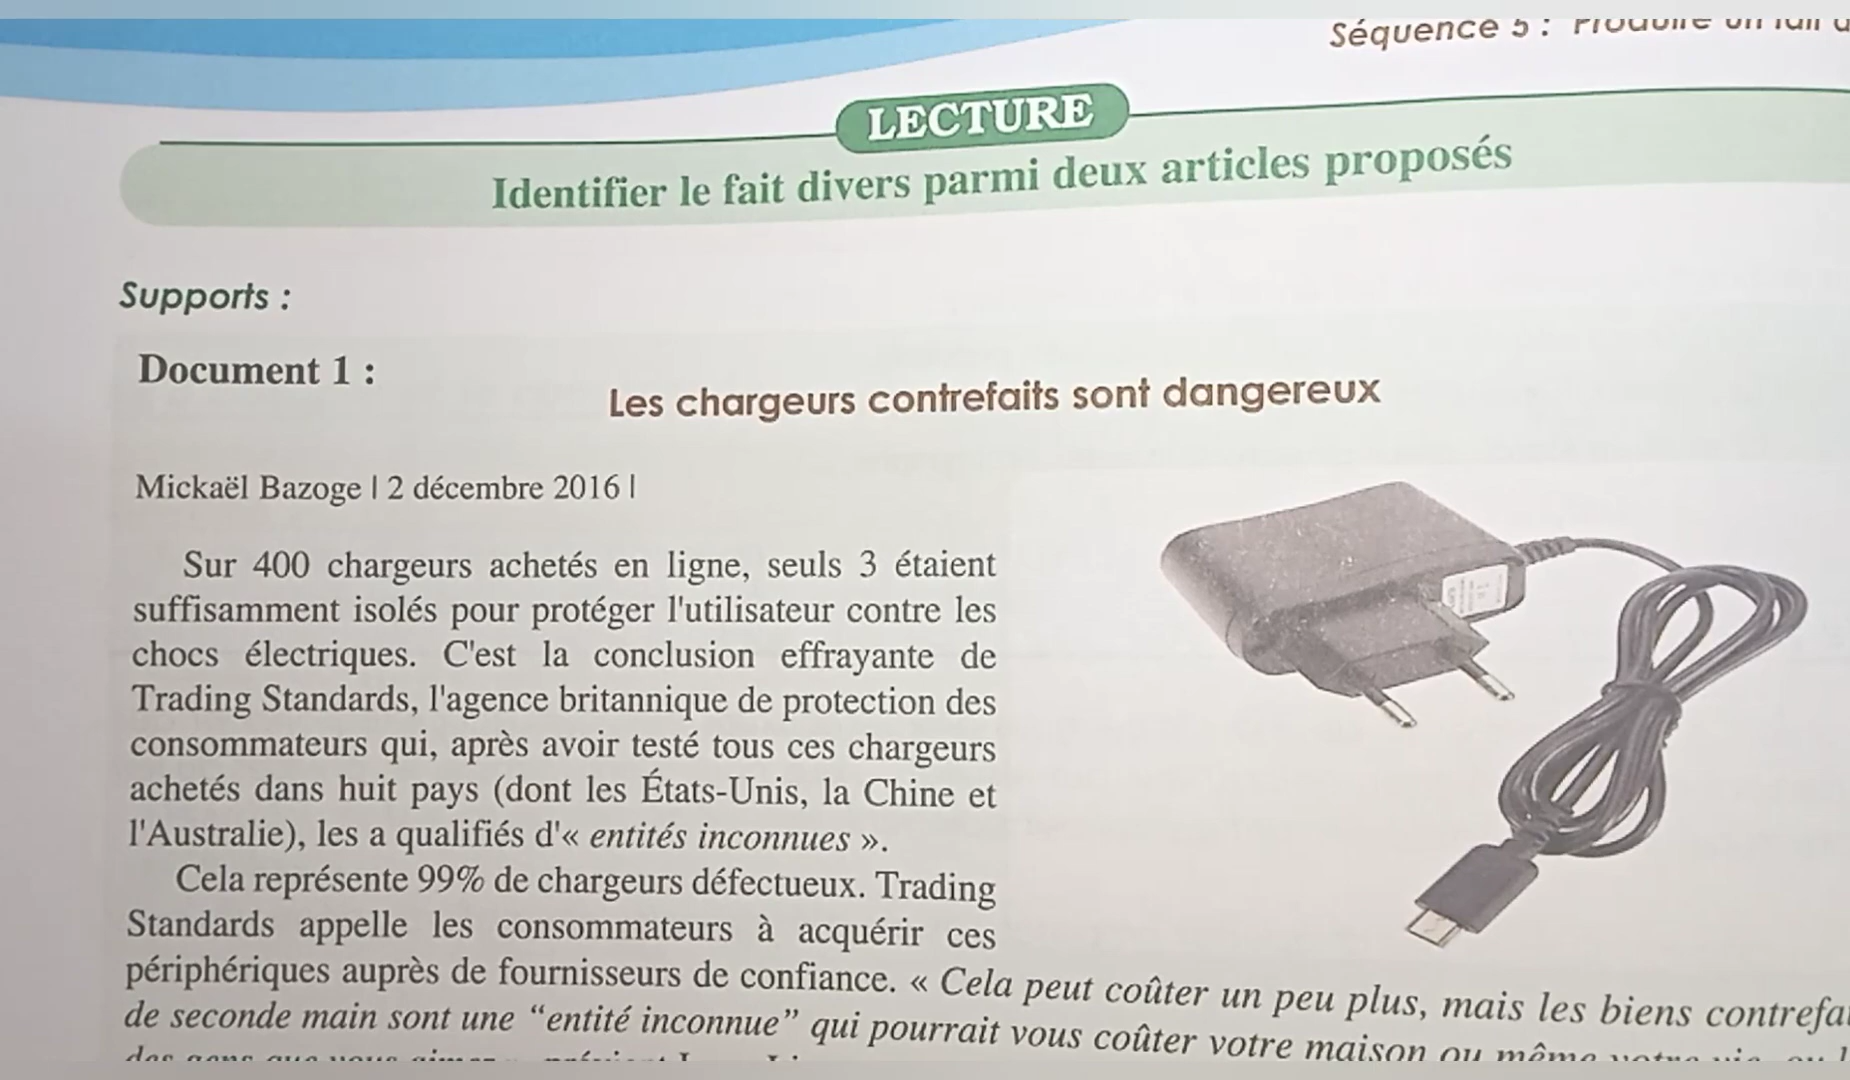 Séquence 5 : Produire un fait
LECTURE
Identifier le fait divers parmi deux articles proposés
Supports :
Document 1 :
Les chargeurs contrefaits sont dangereux
Mickaël Bazoge | 2 décembre 2016 |
Sur 400 chargeurs achetés en ligne, seuls 3 étaient
suffisamment isolés pour protéger l'utilisateur contre les
chocs électriques. C'est la conclusion effrayante de
Trading Standards, l'agence britannique de protection des
consommateurs qui, après avoir testé tous ces chargeurs
achetés dans huit pays (dont les États-Unis, la Chine et
l'Australie), les a qualifiés d'« entités inconnues ».
Cela représente 99% de chargeurs défectueux. Trading
Standards appelle les consommateurs à acquérir ces
périphériques auprès de fournisseurs de confiance. « Cela peut coûter un peu plus, mais les biens
de seconde main sont une “entité inconnue” qui pourrait vous coûter votre maison ou même votre vie, ou